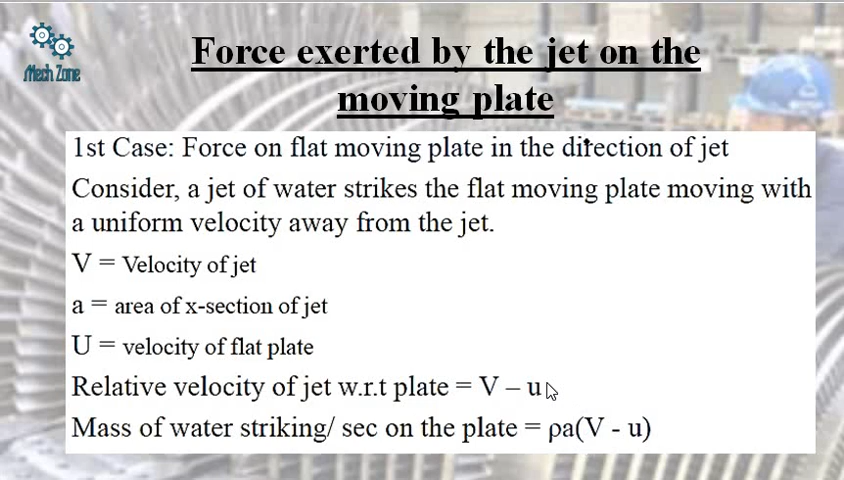 Mech Zone
Force exerted by the jet on the
moving plate
1st Case: Force on flat moving plate in the direction of jet
Consider, a jet of water strikes the flat moving plate moving with
a uniform velocity away from the jet.
V = Velocity of jet
a = area of x-section of jet
U = velocity of flat plate
Relative velocity of jet w.r.t plate = V – u
Mass of water striking/ sec on the plate = ρa(V - u)